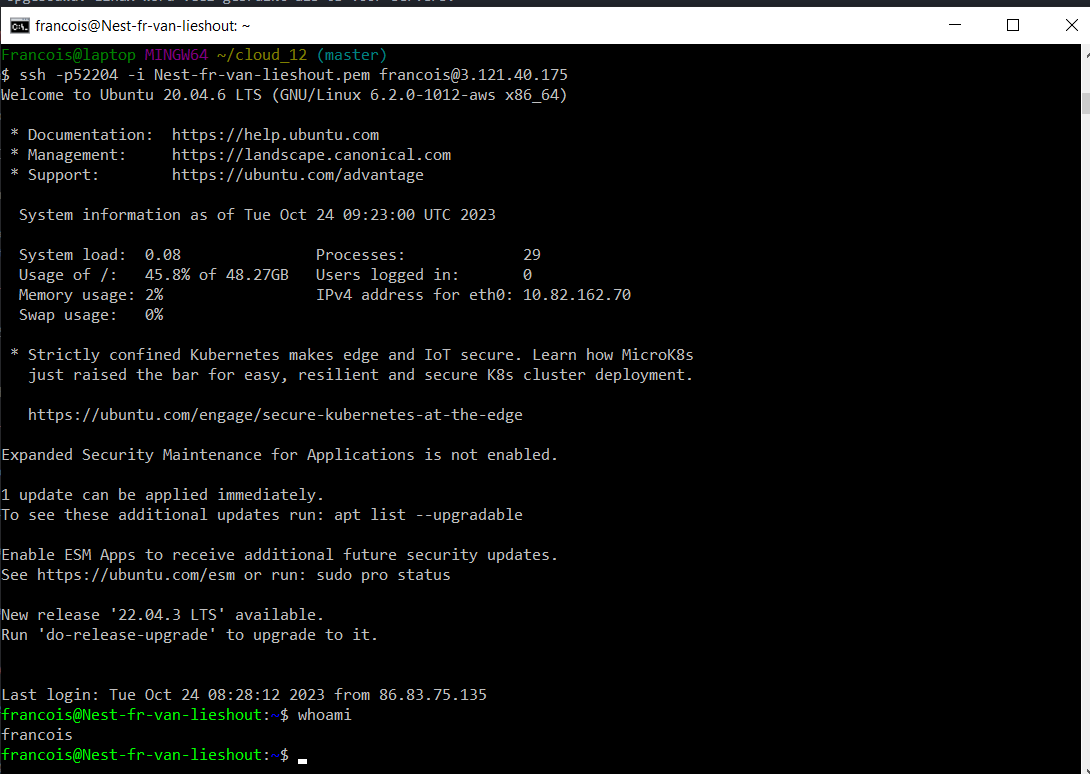 francois@Nest-fr-van-lieshout: ~
Francois@laptop MINGW64 ~/cloud_12 (master)
$ ssh -p52204 -i Nest-fr-van-lieshout.pem francois@3.121.40.175
Welcome to Ubuntu 20.04.6 LTS (GNU/Linux 6.2.0-1012-aws x86_64)

 * Documentation:  https://help.ubuntu.com
 * Management:     https://landscape.canonical.com
 * Support:        https://ubuntu.com/advantage

  System information as of Tue Oct 24 09:23:00 UTC 2023

  System load:  0.08               Processes:             29
  Usage of /:   45.8% of 48.27GB   Users logged in:       0
  Memory usage: 2%                 IPv4 address for eth0: 10.82.162.70
  Swap usage:   0%

 * Strictly confined Kubernetes makes edge and IoT secure. Learn how MicroK8s
   just raised the bar for easy, resilient and secure K8s cluster deployment.

   https://ubuntu.com/engage/secure-kubernetes-at-the-edge

Expanded Security Maintenance for Applications is not enabled.

1 update can be applied immediately.
To see these additional updates run: apt list --upgradable

Enable ESM Apps to receive additional future security updates.
See https://ubuntu.com/esm or run: sudo pro status

New release '22.04.3 LTS' available.
Run 'do-release-upgrade' to upgrade to it.


Last login: Tue Oct 24 08:28:12 2023 from 86.83.75.135
francois@Nest-fr-van-lieshout:~$ whoami
francois
francois@Nest-fr-van-lieshout:~$